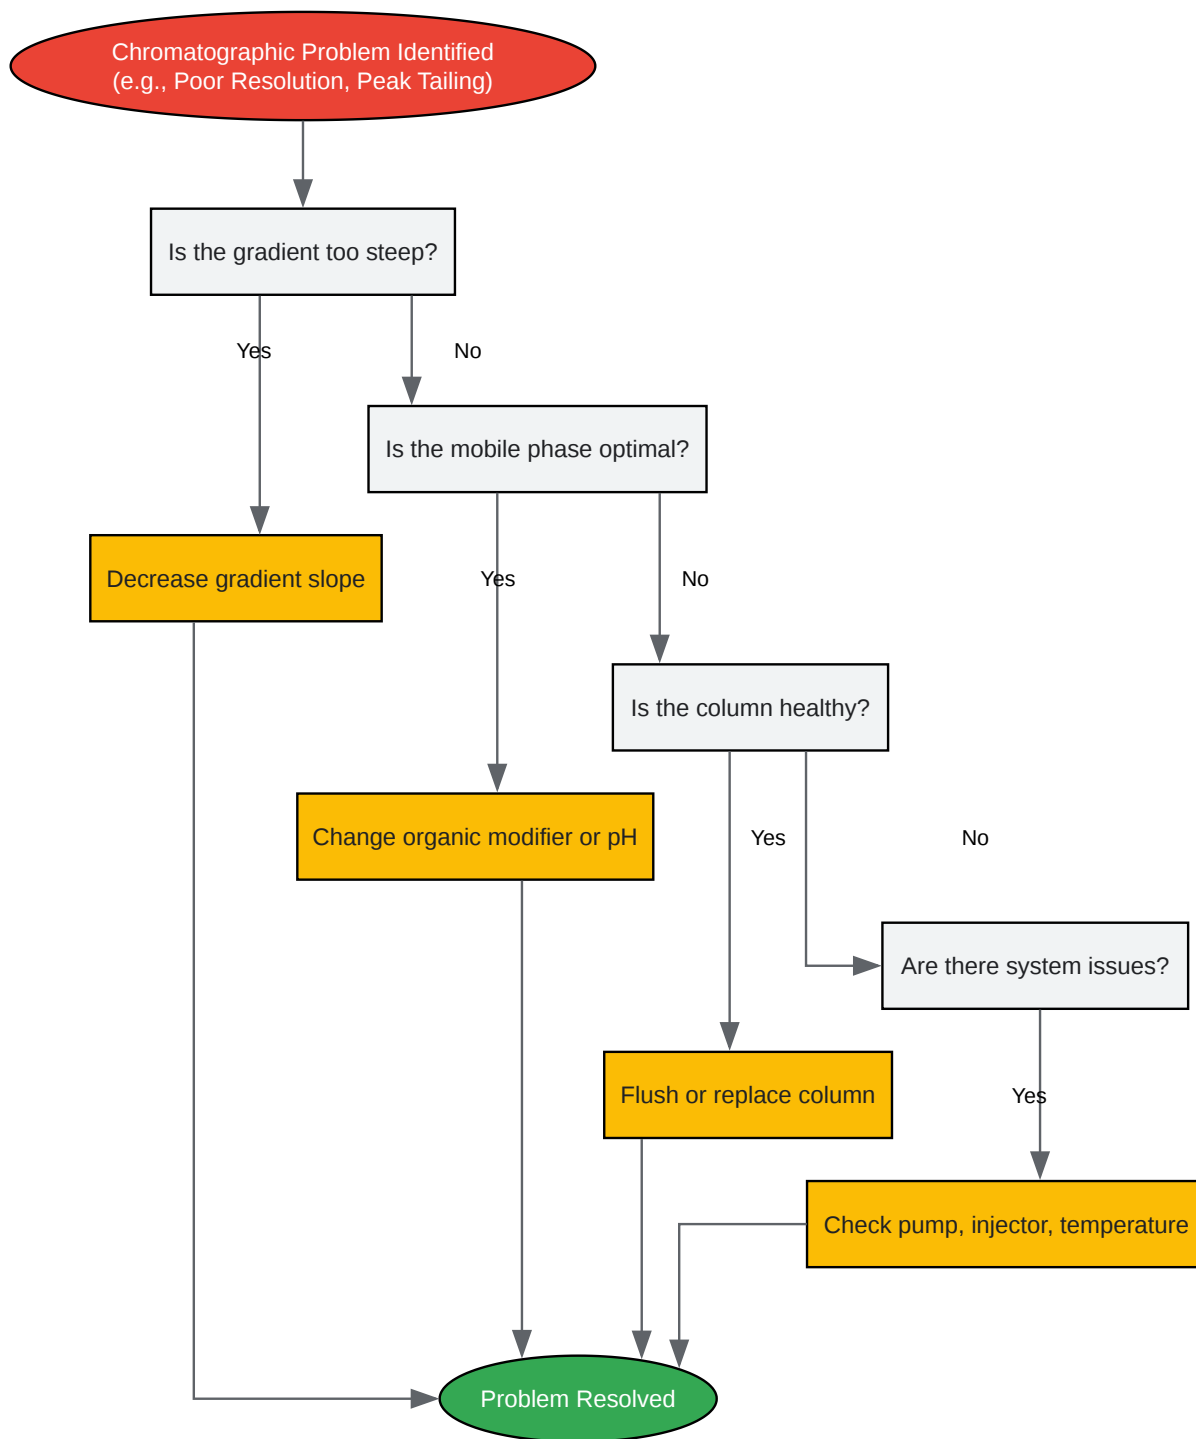 Chromatographic Problem Identified
(e.g., Poor Resolution, Peak Tailing)
Is the gradient too steep?
Yes
No
Is the mobile phase optimal?
Decrease gradient slope
Yes
No
Is the column healthy?
Change organic modifier or pH
Yes
No
Are there system issues?
Flush or replace column
Yes
Check pump, injector, temperature
Problem Resolved